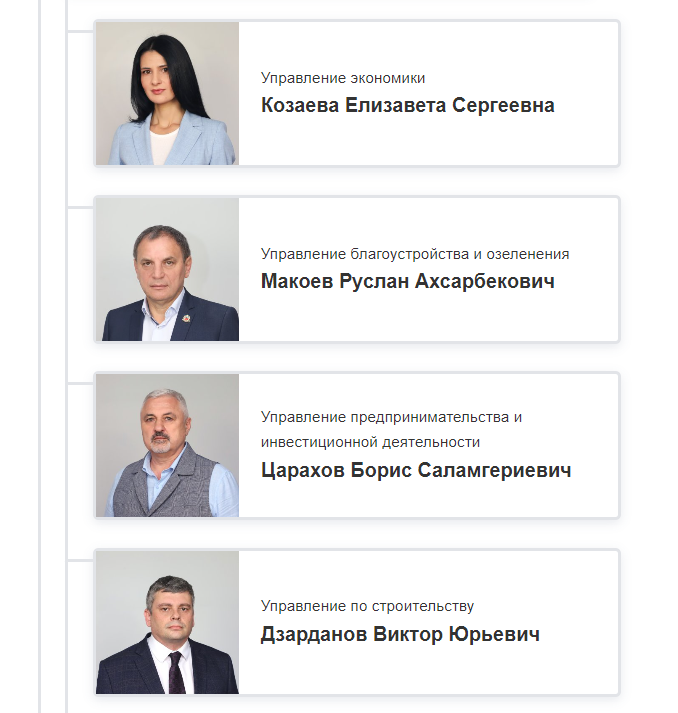 Управление экономики
Козаева Елизавета Сергеевна
Управление благоустройства и озеленения
Макоев Руслан Ахсарбекович
Управление предпринимательства и
инвестиционной деятельности
Царахов Борис Саламгериевич
Управление по строительству
Дзарданов Виктор Юрьевич